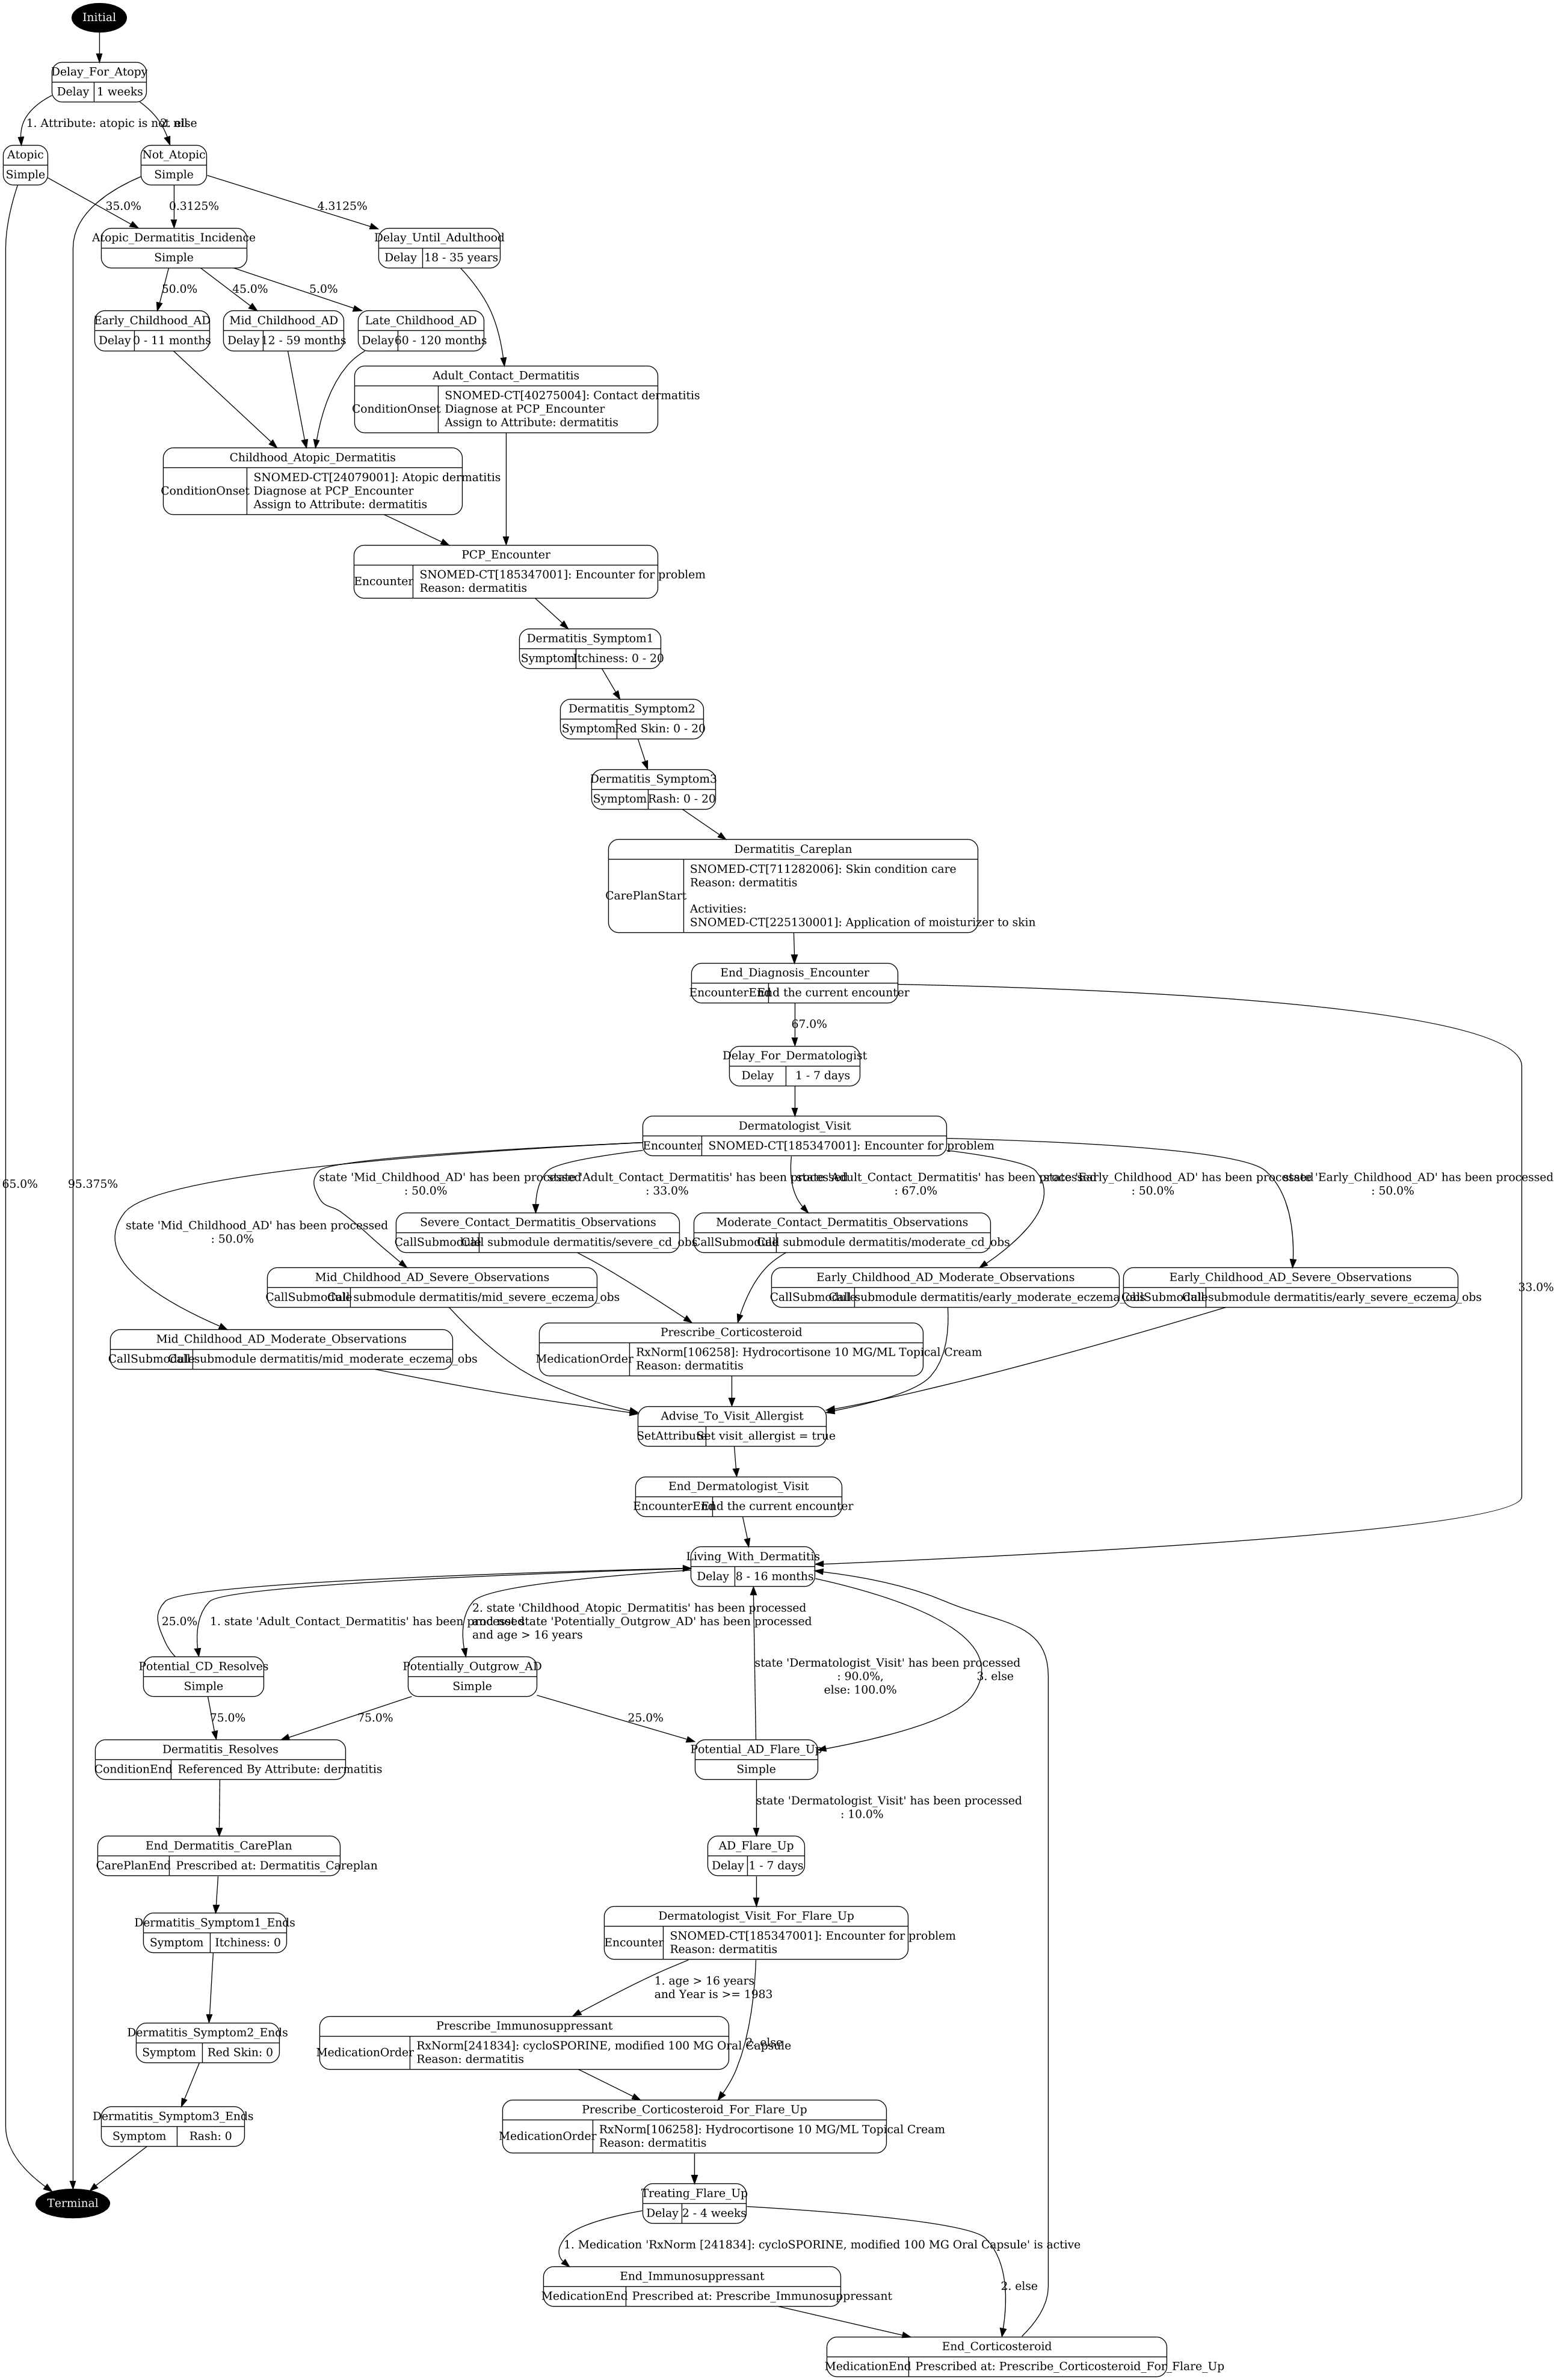 Initial
Delay_For_Atopy
Delay
1 weeks
1. Attribute: atopic is not nil
2. else
Atopic
Simple
Not_Atopic
Simple
35.0%
0.3125%
4.3125%
Atopic_Dermatitis_Incidence
Simple
Delay_Until_Adulthood
Delay
18 - 35 years
50.0%
45.0%
5.0%
Early_Childhood_AD
Delay
0 - 11 months
Mid_Childhood_AD
Delay
12 - 59 months
Late_Childhood_AD
Delay
60 - 120 months
Adult_Contact_Dermatitis
ConditionOnset
SNOMED-CT[40275004]: Contact dermatitis
Diagnose at PCP_Encounter
Assign to Attribute: dermatitis
Childhood_Atopic_Dermatitis
ConditionOnset
SNOMED-CT[24079001]: Atopic dermatitis
Diagnose at PCP_Encounter
Assign to Attribute: dermatitis
PCP_Encounter
Encounter
SNOMED-CT[185347001]: Encounter for problem
Reason: dermatitis
Dermatitis_Symptom1
Symptom
Itchiness: 0 - 20
Dermatitis_Symptom2
Symptom
Red Skin: 0 - 20
Dermatitis_Symptom3
Symptom
Rash: 0 - 20
Dermatitis_Careplan
CarePlanStart
SNOMED-CT[711282006]: Skin condition care
Reason: dermatitis
Activities:
SNOMED-CT[225130001]: Application of moisturizer to skin
End_Diagnosis_Encounter
EncounterEnd
End the current encounter
67.0%
Delay_For_Dermatologist
Delay
1 - 7 days
Dermatologist_Visit
Encounter
SNOMED-CT[185347001]: Encounter for problem
65.0%
95.375%
state 'Mid_Childhood_AD' has been processed
: 50.0%
state 'Adult_Contact_Dermatitis' has been processed
: 33.0%
state 'Adult_Contact_Dermatitis' has been processed
: 67.0%
state 'Early_Childhood_AD' has been processed
: 50.0%
state 'Early_Childhood_AD' has been processed
: 50.0%
state 'Mid_Childhood_AD' has been processed
: 50.0%
Severe_Contact_Dermatitis_Observations
CallSubmodule
Call submodule dermatitis/severe_cd_obs
Moderate_Contact_Dermatitis_Observations
CallSubmodule
Call submodule dermatitis/moderate_cd_obs
Mid_Childhood_AD_Severe_Observations
CallSubmodule
Call submodule dermatitis/mid_severe_eczema_obs
Early_Childhood_AD_Moderate_Observations
CallSubmodule
Call submodule dermatitis/early_moderate_eczema_obs
Early_Childhood_AD_Severe_Observations
CallSubmodule
Call submodule dermatitis/early_severe_eczema_obs
33.0%
Mid_Childhood_AD_Moderate_Observations
CallSubmodule
Call submodule dermatitis/mid_moderate_eczema_obs
Prescribe_Corticosteroid
MedicationOrder
RxNorm[106258]: Hydrocortisone 10 MG/ML Topical Cream
Reason: dermatitis
Advise_To_Visit_Allergist
SetAttribute
Set visit_allergist = true
End_Dermatologist_Visit
EncounterEnd
End the current encounter
Living_With_Dermatitis
Delay
8 - 16 months
25.0%
1. state 'Adult_Contact_Dermatitis' has been processed
2. state 'Childhood_Atopic_Dermatitis' has been processed
and not state 'Potentially_Outgrow_AD' has been processed
and age > 16 years
Potential_CD_Resolves
Simple
Potentially_Outgrow_AD
Simple
state 'Dermatologist_Visit' has been processed
: 90.0%,
else: 100.0%
3. else
75.0%
75.0%
25.0%
Dermatitis_Resolves
ConditionEnd
Referenced By Attribute: dermatitis
Potential_AD_Flare_Up
Simple
state 'Dermatologist_Visit' has been processed
: 10.0%
End_Dermatitis_CarePlan
CarePlanEnd
Prescribed at: Dermatitis_Careplan
AD_Flare_Up
Delay
1 - 7 days
Dermatitis_Symptom1_Ends
Symptom
Itchiness: 0
Dermatologist_Visit_For_Flare_Up
Encounter
SNOMED-CT[185347001]: Encounter for problem
Reason: dermatitis
1. age > 16 years
and Year is >= 1983
Dermatitis_Symptom2_Ends
Symptom
Red Skin: 0
Prescribe_Immunosuppressant
MedicationOrder
RxNorm[241834]: cycloSPORINE, modified 100 MG Oral Capsule
Reason: dermatitis
2. else
Dermatitis_Symptom3_Ends
Symptom
Rash: 0
Prescribe_Corticosteroid_For_Flare_Up
MedicationOrder
RxNorm[106258]: Hydrocortisone 10 MG/ML Topical Cream
Reason: dermatitis
Terminal
Treating_Flare_Up
Delay
2 - 4 weeks
1. Medication 'RxNorm [241834]: cycloSPORINE, modified 100 MG Oral Capsule' is active
2. else
End_Immunosuppressant
MedicationEnd
Prescribed at: Prescribe_Immunosuppressant
End_Corticosteroid
MedicationEnd
Prescribed at: Prescribe_Corticosteroid_For_Flare_Up